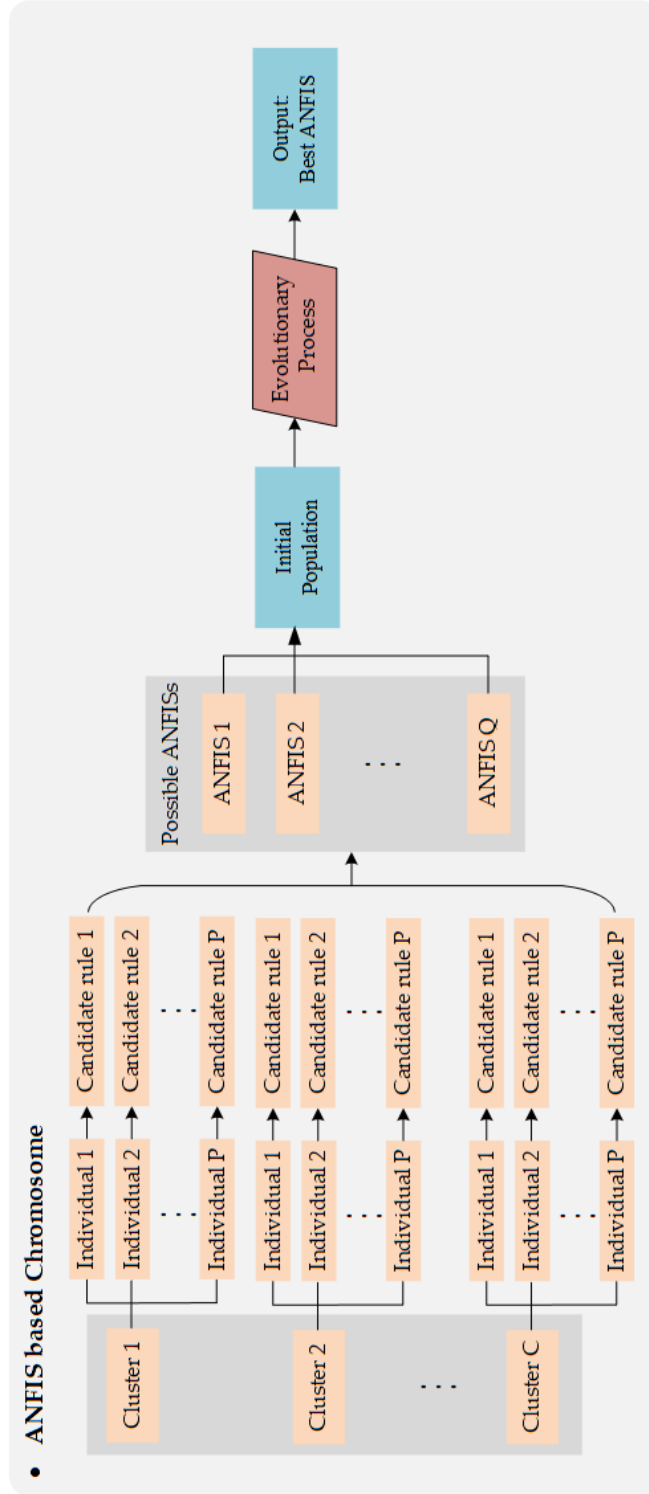 • ANFIS based Chromosome
Cluster 1
Individual 1
Candidate rule 1
Individual 2
Candidate rule 2
. . .
. . .
Individual P
Candidate rule P
Cluster 2
Individual 1
Candidate rule 1
Individual 2
Candidate rule 2
. . .
. . .
Individual P
Candidate rule P
. . .
Cluster C
Individual 1
Candidate rule 1
Individual 2
Candidate rule 2
. . .
. . .
Individual P
Candidate rule P
Possible ANFISs
ANFIS 1
ANFIS 2
. . .
ANFIS Q
Initial
Population
Evolutionary
Process
Output:
Best ANFIS